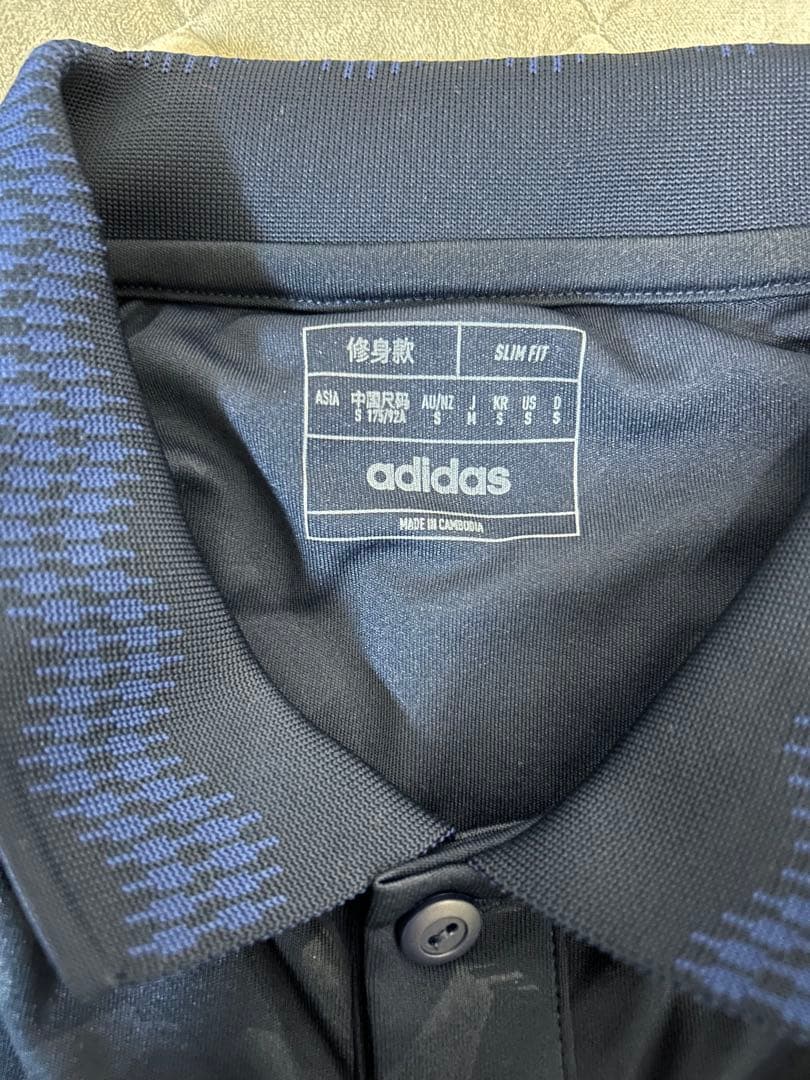 修身款 SLIM FIT
ASIA 中国尺码 AU/NZ J KR US D
S 175/92A S M S S S
adidas
MADE IN CAMBODIA